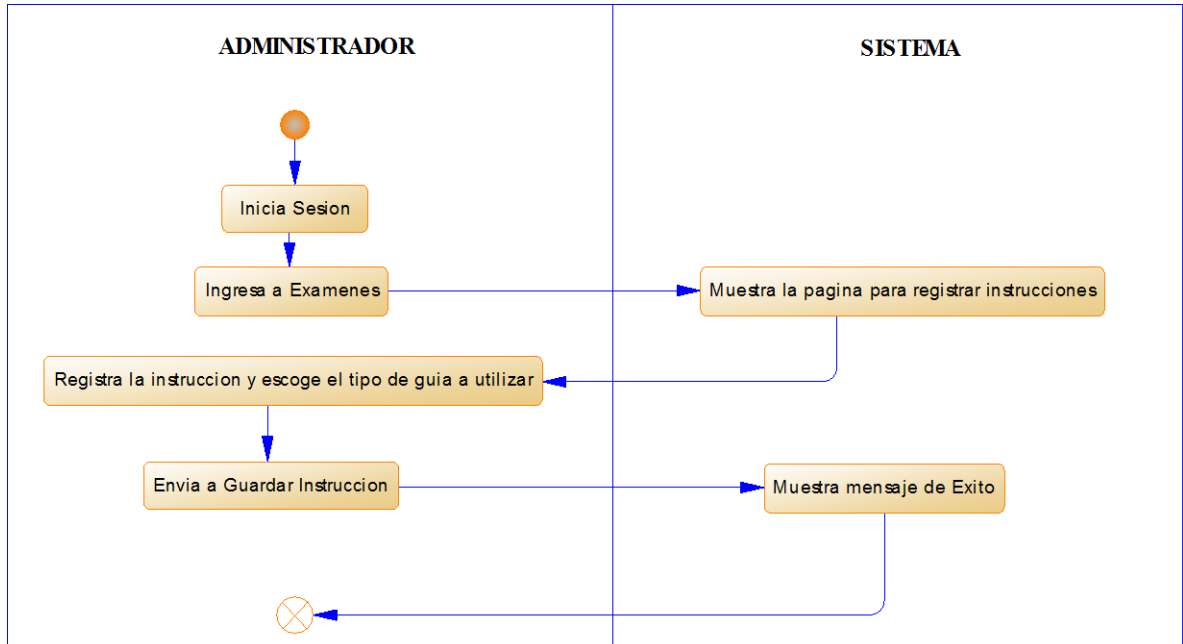 ADMINISTRADOR
SISTEMA
Inicia Sesion
Ingresa a Examenes
Muestra la pagina para registrar instrucciones
Registra la instruccion y escoge el tipo de guia a utilizar
Envia a Guardar Instruccion
Muestra mensaje de Exito